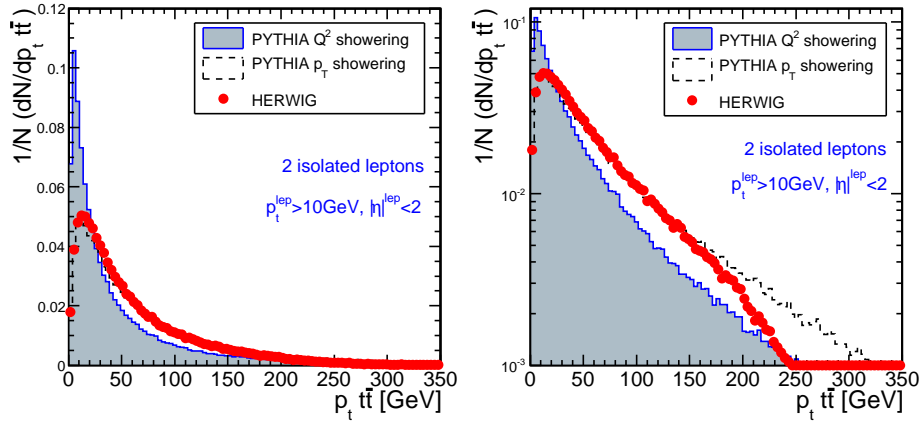 1/N (dN/dp_t tt̄)
0.12
0.1
0.08
0.06
0.04
0.02
0
PYTHIA Q² showering
PYTHIA p_T showering
HERWIG
2 isolated leptons
p_t^lep>10GeV, |η|^lep<2
0 50 100 150 200 250 300 350
p_t tt̄ [GeV]
1/N (dN/dp_t tt̄)
10⁻¹
10⁻²
10⁻³
PYTHIA Q² showering
PYTHIA p_T showering
HERWIG
2 isolated leptons
p_t^lep>10GeV, |η|^lep<2
0 50 100 150 200 250 300 350
p_t tt̄ [GeV]